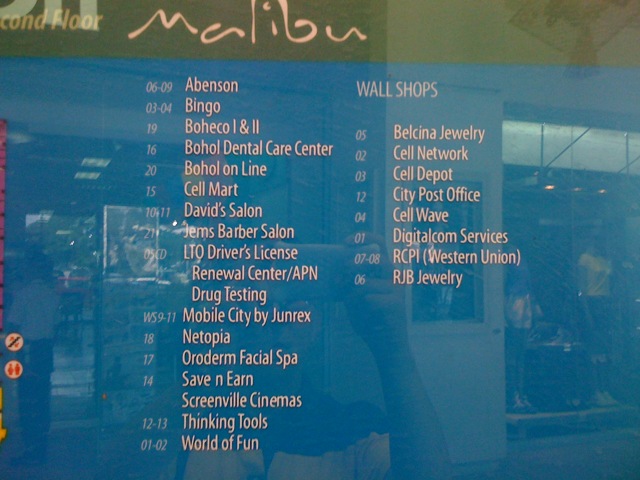 cond Floor
Malibu
06-09 Abenson
03-04 Bingo
19 Boheco I & II
16 Bohol Dental Care Center
20 Bohol on Line
15 Cell Mart
10-11 David's Salon
21 Jems Barber Salon
05CD LTO Driver's License
Renewal Center/APN
Drug Testing
WS9-11 Mobile City by Junrex
18 Netopia
17 Oroderm Facial Spa
14 Save n Earn
Screenville Cinemas
12-13 Thinking Tools
01-02 World of Fun
WALL SHOPS
05 Belcina Jewelry
02 Cell Network
03 Cell Depot
12 City Post Office
04 Cell Wave
01 Digitalcom Services
07-08 RCPI (Western Union)
06 RJB Jewelry